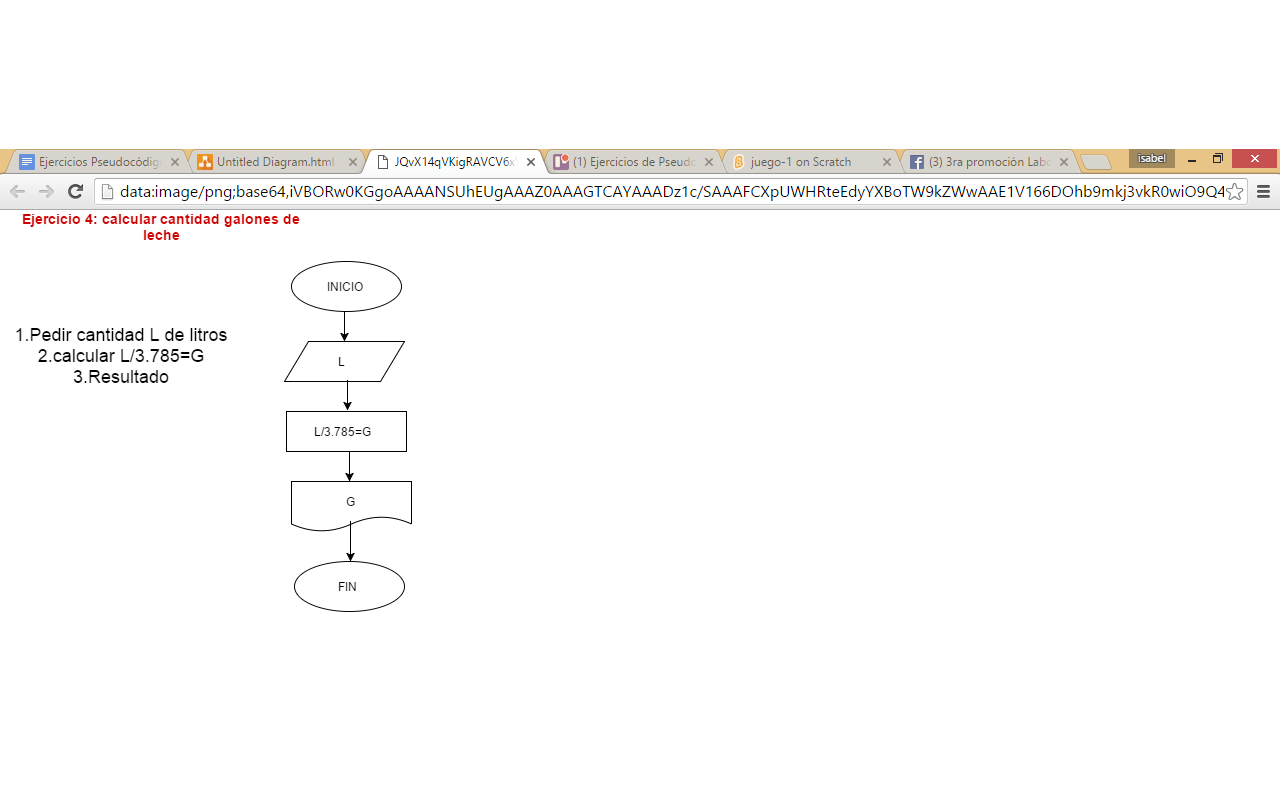 Ejercicios Pseudocódig
Untitled Diagram.html
JQvX14qVKigRAVCV6x
(1) Ejercicios de Pseudo
juego-1 on Scratch
(3) 3ra promoción Labo
isabel
data:image/png;base64,iVBORw0KGgoAAAANSUhEUgAAAZ0AAAGTCAYAAADz1c/SAAAFCXpUWHRteEdyYXBoTW9kZWwAAE1V166DOhb9mkj3vkR0wiO9Q4
Ejercicio 4: calcular cantidad galones de
leche
1.Pedir cantidad L de litros
2.calcular L/3.785=G
3.Resultado
INICIO
L
L/3.785=G
G
FIN